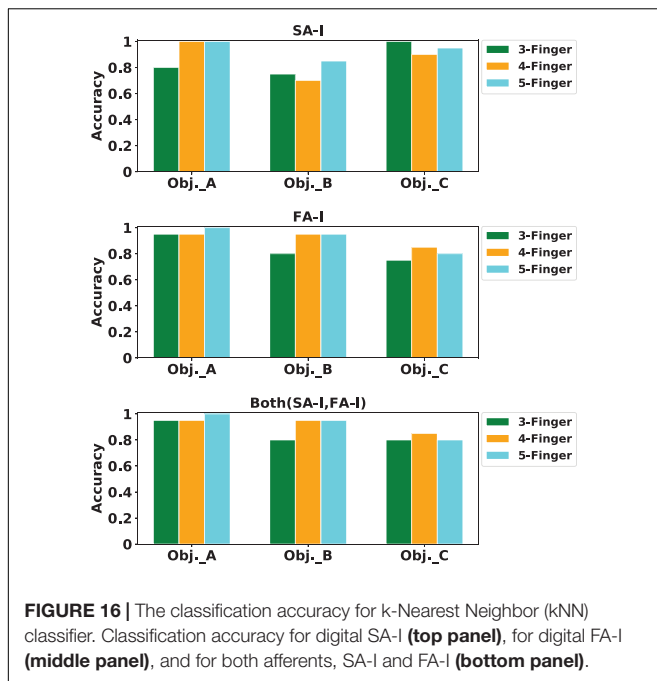 SA-I
1
0.8
0.6
0.4
0.2
0
Accuracy
Obj._A Obj._B Obj._C
3-Finger
4-Finger
5-Finger
FA-I
1
0.8
0.6
0.4
0.2
0
Accuracy
Obj._A Obj._B Obj._C
3-Finger
4-Finger
5-Finger
Both(SA-I,FA-I)
1
0.8
0.6
0.4
0.2
0
Accuracy
Obj._A Obj._B Obj._C
3-Finger
4-Finger
5-Finger
FIGURE 16 | The classification accuracy for k-Nearest Neighbor (kNN)
classifier. Classification accuracy for digital SA-I (top panel), for digital FA-I
(middle panel), and for both afferents, SA-I and FA-I (bottom panel).